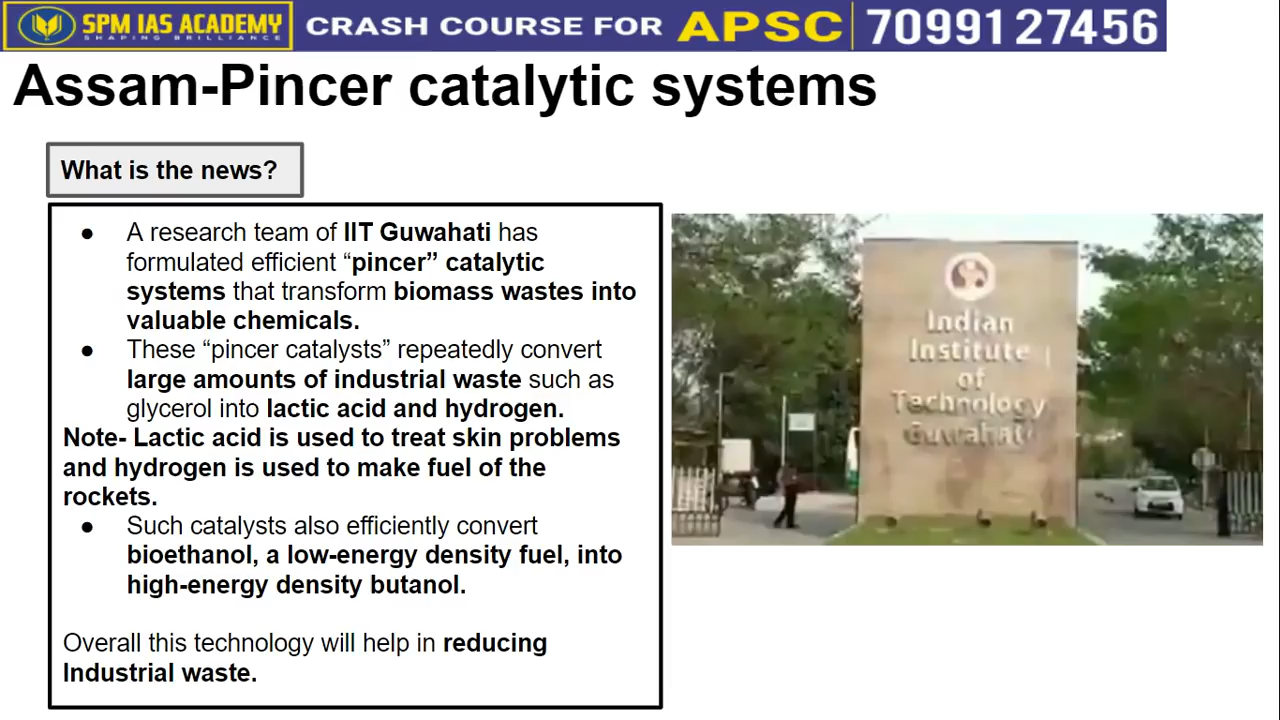 SPM IAS ACADEMY
SHAPING BRILLIANCE
CRASH COURSE FOR APSC 70991 27456
Assam-Pincer catalytic systems
What is the news?
● A research team of IIT Guwahati has
formulated efficient “pincer” catalytic
systems that transform biomass wastes into
valuable chemicals.
● These “pincer catalysts” repeatedly convert
large amounts of industrial waste such as
glycerol into lactic acid and hydrogen.
Note- Lactic acid is used to treat skin problems
and hydrogen is used to make fuel of the
rockets.
● Such catalysts also efficiently convert
bioethanol, a low-energy density fuel, into
high-energy density butanol.
Overall this technology will help in reducing
Industrial waste.
Indian
Institute
of
Technology
Guwahati